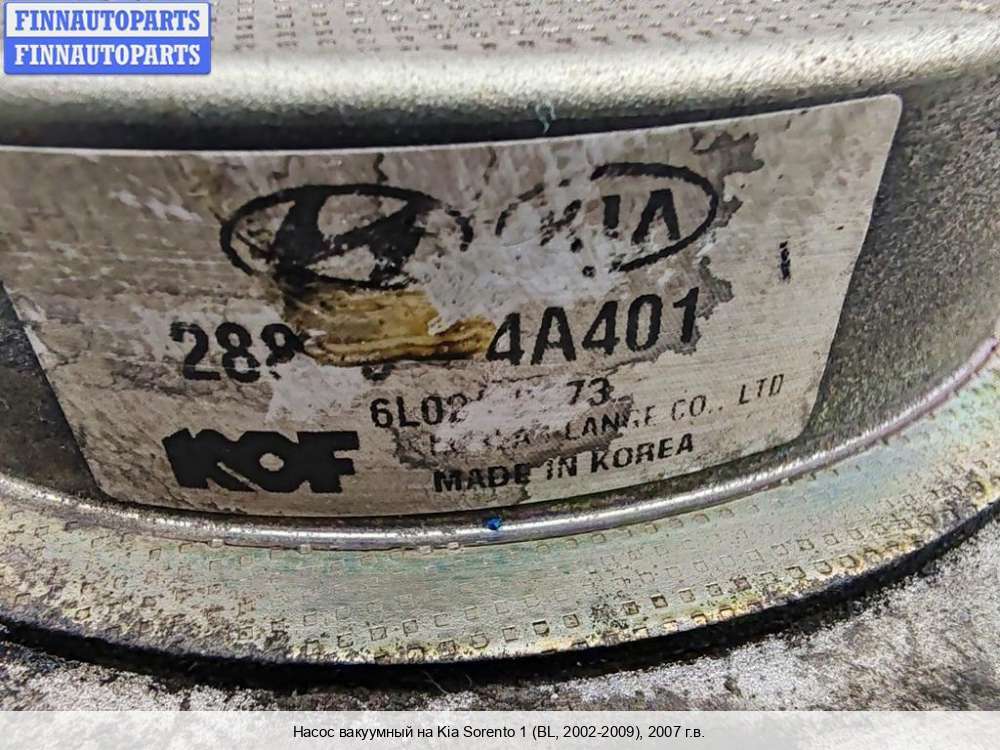 FINNAUTOPARTS
FINNAUTOPARTS
KIA
4A401
CO., LTD
KOF
MADE IN KOREA
Насос вакуумный на Kia Sorento 1 (BL, 2002-2009), 2007 г.в.